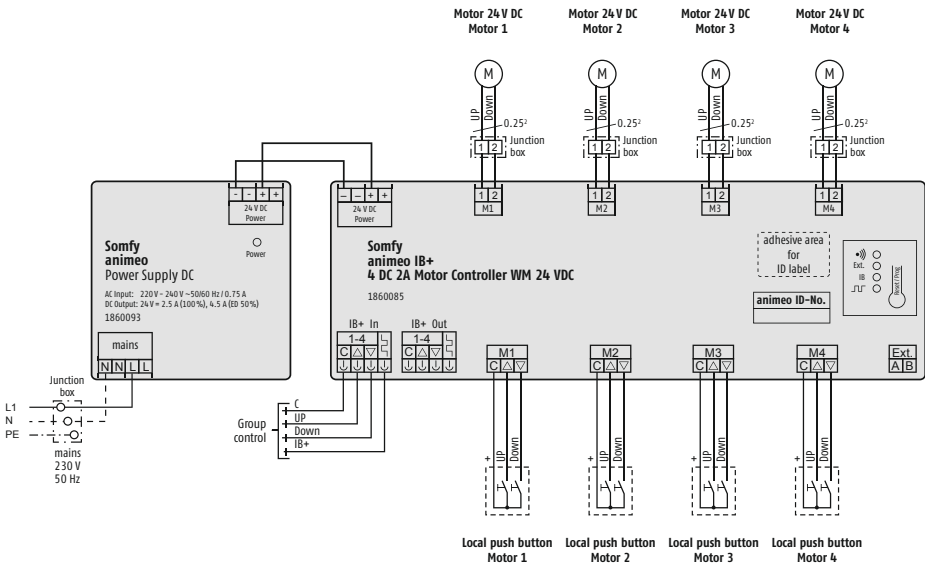 Motor 24 V DC Motor 24 V DC Motor 24 V DC Motor 24 V DC
Motor 1 Motor 2 Motor 3 Motor 4
M M M M
UP Down UP Down UP Down UP Down
0.25² 0.25² 0.25² 0.25²
1 2 Junction box 1 2 Junction box 1 2 Junction box 1 2 Junction box
- - + +
24 V DC
Power
Power
Somfy
animeo
Power Supply DC
AC Input: 220 V - 240 V ~50/60 Hz / 0.75 A
DC Output: 24 V = 2.5 A (100%), 4.5 A (ED 50%)
1860093
mains
N N L L
Junction
box
L1
N
PE
mains
230 V
50 Hz
– – + +
24 V DC
Power
1 2 1 2 1 2 1 2
M1 M2 M3 M4
Somfy
animeo IB+
4 DC 2A Motor Controller WM 24 VDC
1860085
adhesive area
for
ID label
animeo ID-No.
Ext.
IB
Reset/Prog
IB+ In IB+ Out
1-4 1-4
C C
M1 M2 M3 M4 Ext.
C C C C A B
Group
control
C
UP
Down
IB+
+ UP Down + UP Down + UP Down + UP Down
Local push button Local push button Local push button Local push button
Motor 1 Motor 2 Motor 3 Motor 4